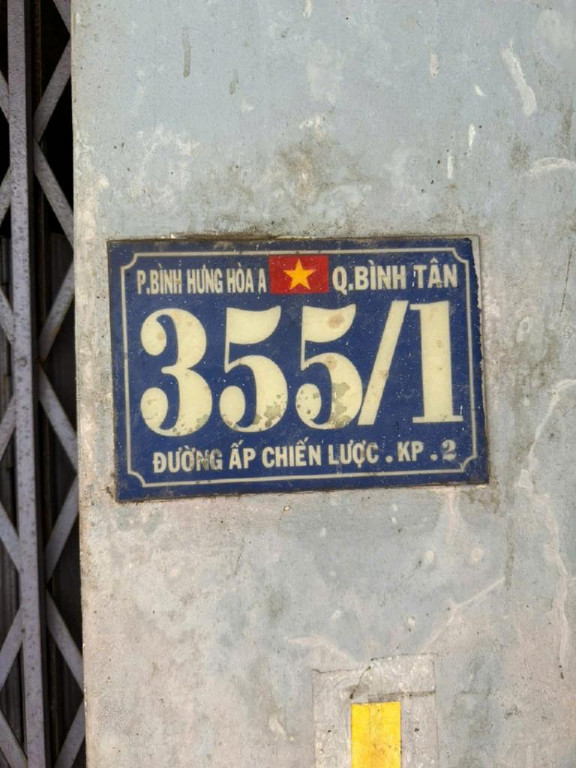 P.BÌNH HƯNG HÒA A Q.BÌNH TÂN
355/1
ĐƯỜNG ẤP CHIẾN LƯỢC . KP . 2